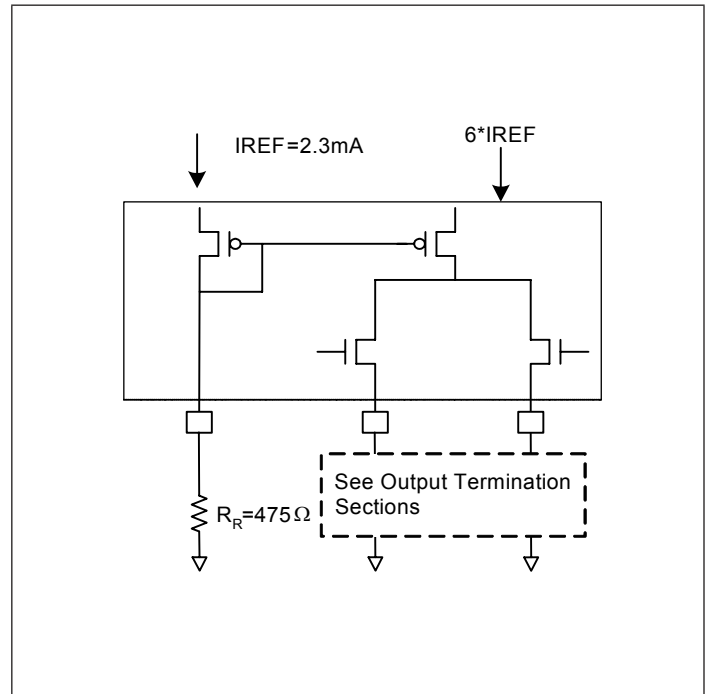 IREF=2.3mA
6*IREF
See Output Termination
Sections
RR=475Ω